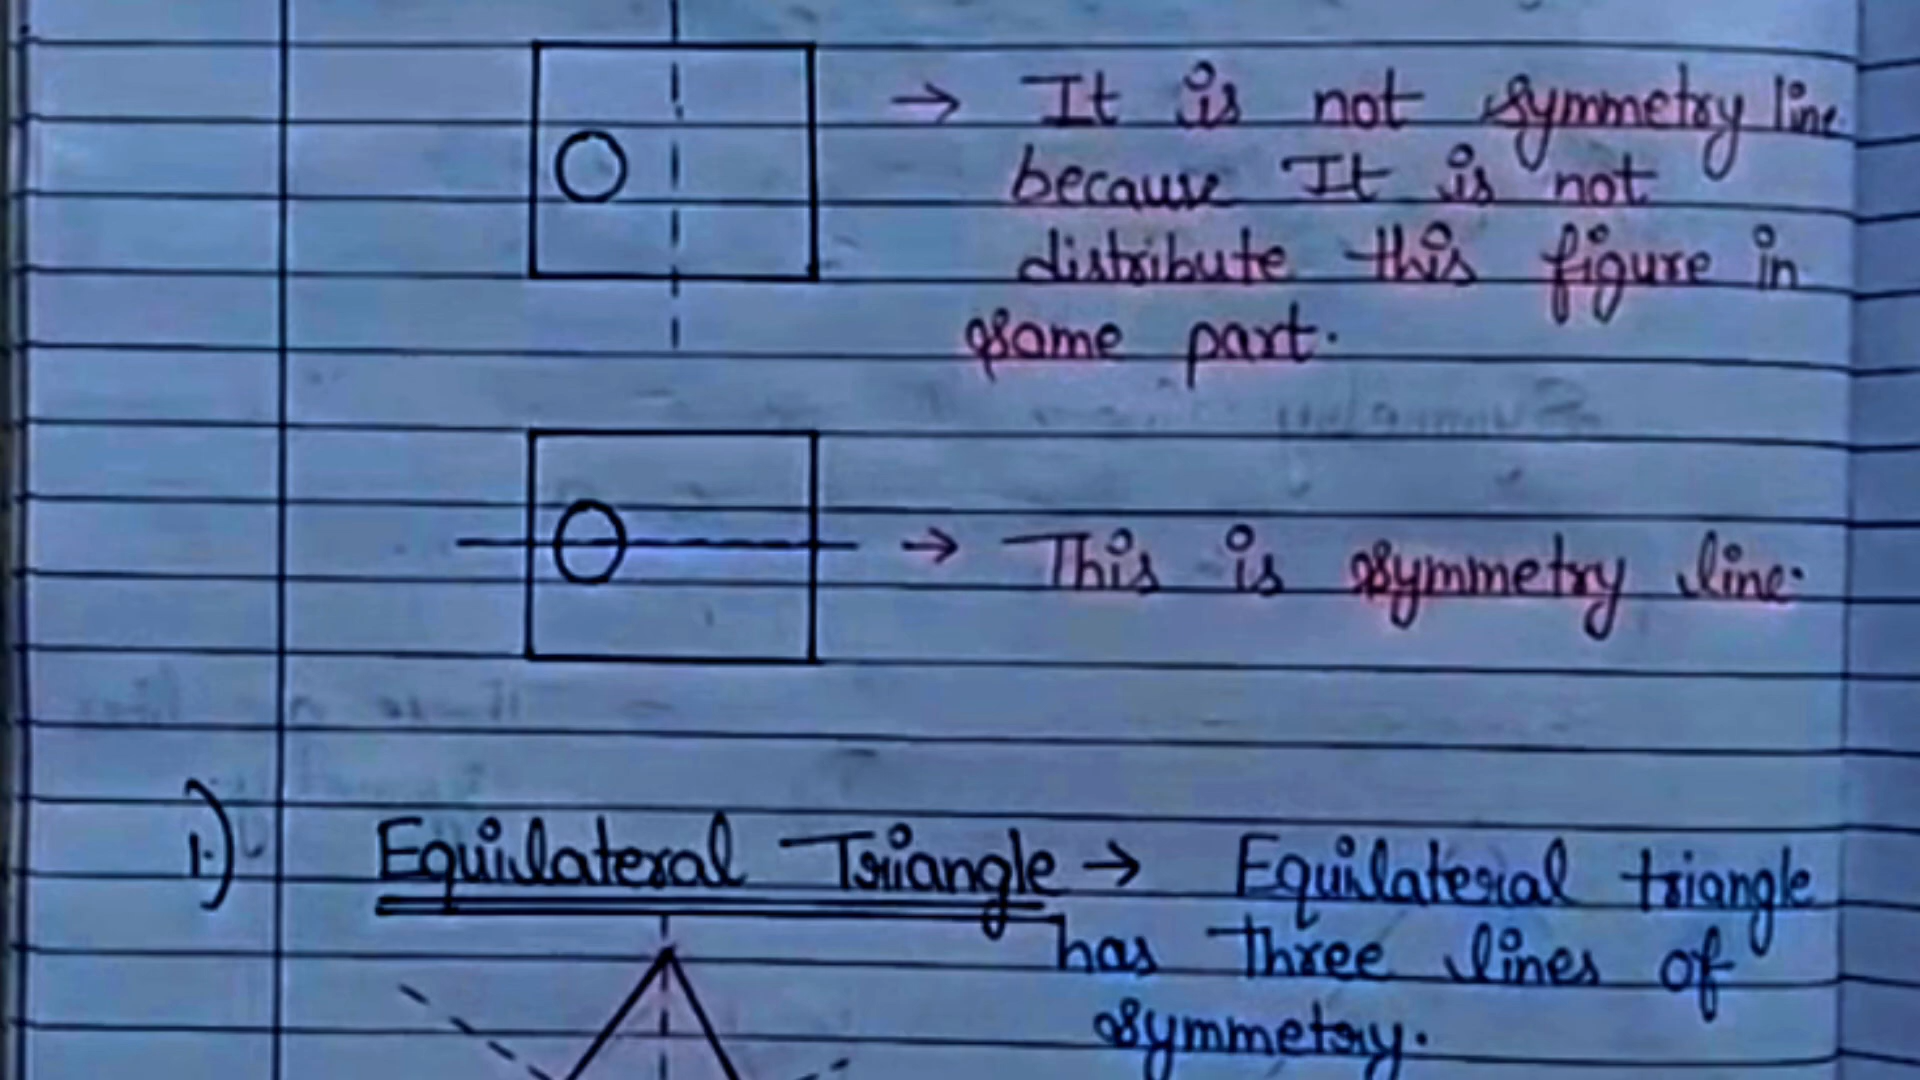 → It is not symmetry line
because It is not
distribute this figure in
same part.
→ This is symmetry line.
1.) Equilateral Triangle → Equilateral triangle
has three lines of
symmetry.